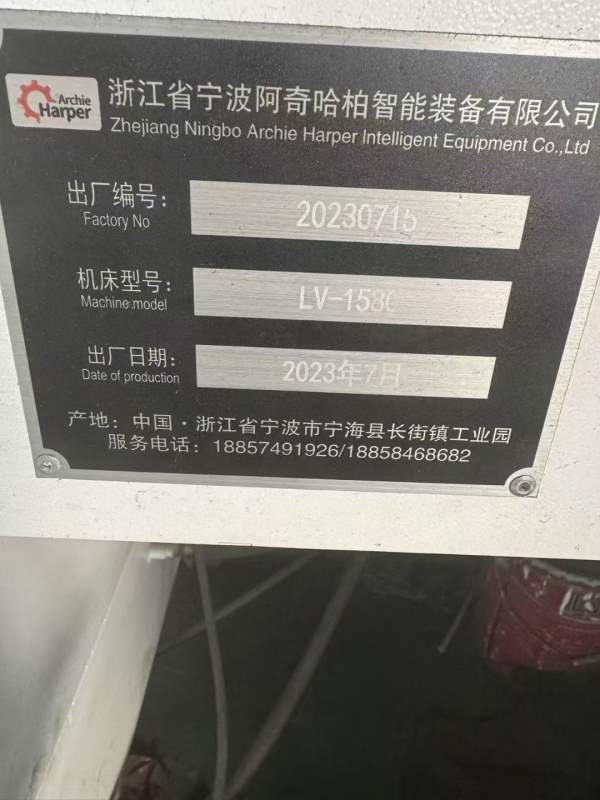 Archie
Harper
浙江省宁波阿奇哈柏智能装备有限公司
Zhejiang Ningbo Archie Harper Intelligent Equipment Co.,Ltd
出厂编号: 20230715
Factory No
机床型号: LV-1580
Machine model
出厂日期: 2023年7月
Date of production
产地: 中国·浙江省宁波市宁海县长街镇工业园
服务电话: 18857491926/18858468682